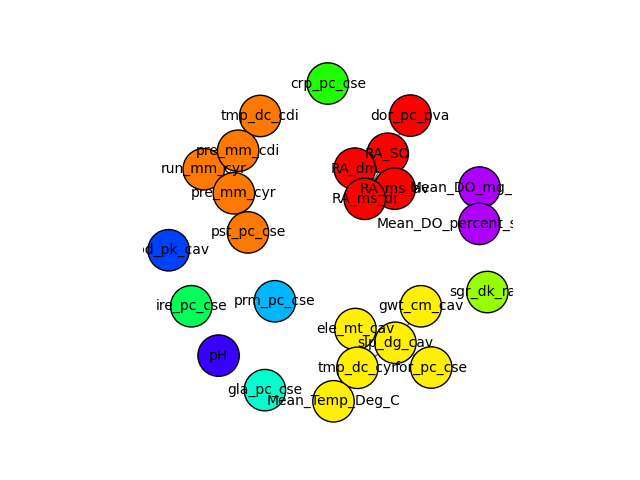 crp_pc_cse
tmp_dc_cdi
dor_pc_pva
pre_mm_cdi
RA_SO
run_mm_cyr
RA_dm
pre_mm_cyr
RA_ms_di
Mean_DO_mg_
Mean_DO_percent_s
pst_pc_cse
d_pk_cav
sgr_dk_ra
ire_pc_cse
prm_pc_cse
gwt_cm_cav
ele_mt_cav
slp_dg_cav
pH
tmp_dc_cyr
for_pc_cse
gla_pc_cse
Mean_Temp_Deg_C